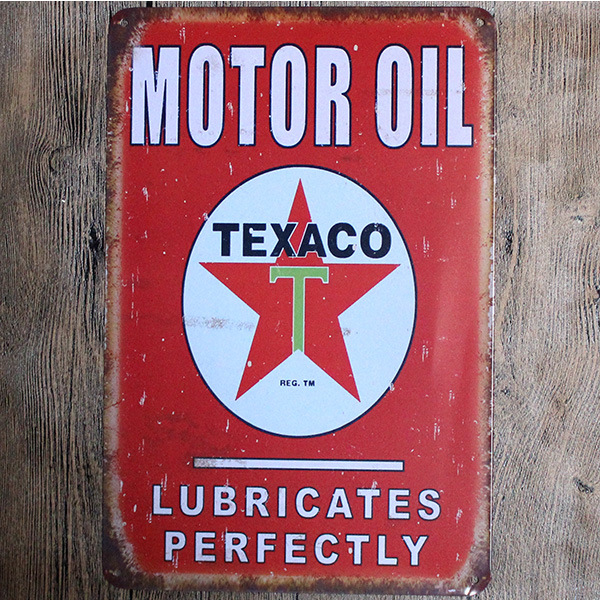 MOTOR OIL
TEXACO
T
REG. TM
LUBRICATES
PERFECTLY